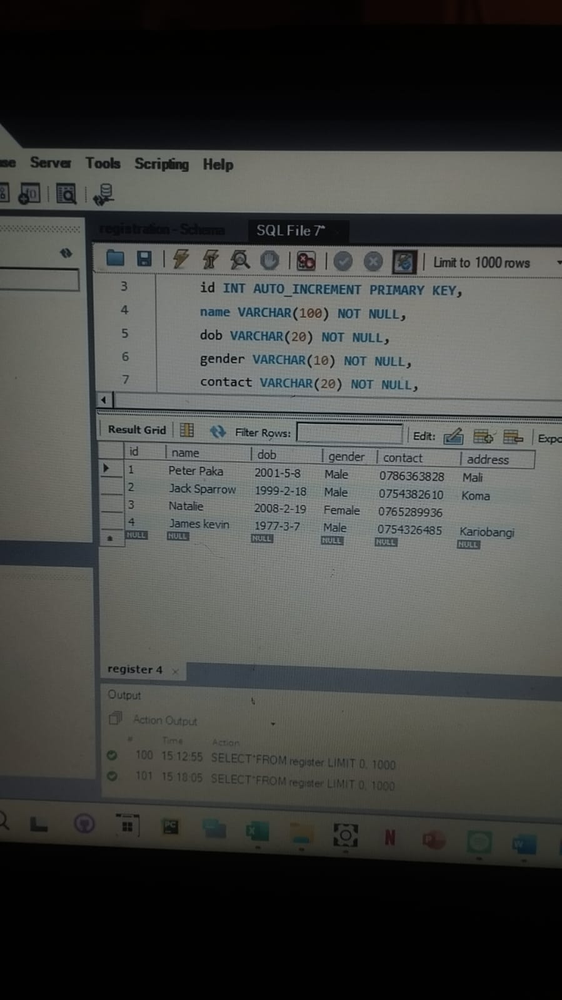 se Server Tools Scripting Help
registration - Schema SQL File 7*
Limit to 1000 rows
3 id INT AUTO_INCREMENT PRIMARY KEY,
4 name VARCHAR(100) NOT NULL,
5 dob VARCHAR(20) NOT NULL,
6 gender VARCHAR(10) NOT NULL,
7 contact VARCHAR(20) NOT NULL,
Result Grid Filter Rows: Edit: Expo
id name dob gender contact address
1 Peter Paka 2001-5-8 Male 0786363828 Mali
2 Jack Sparrow 1999-2-18 Male 0754382610 Koma
3 Natalie 2008-2-19 Female 0765289936
4 James kevin 1977-3-7 Male 0754326485 Kariobangi
NULL NULL NULL NULL NULL NULL
register 4
Output
Action Output
# Time Action
100 15:12:55 SELECT*FROM register LIMIT 0, 1000
101 15:18:05 SELECT*FROM register LIMIT 0, 1000
PC
X N P W